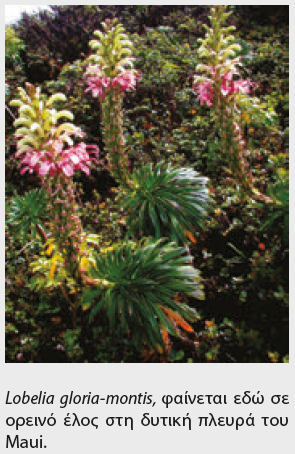 Lobelia gloria-montis, φαίνεται εδώ σε
ορεινό έλος στη δυτική πλευρά του
Maui.